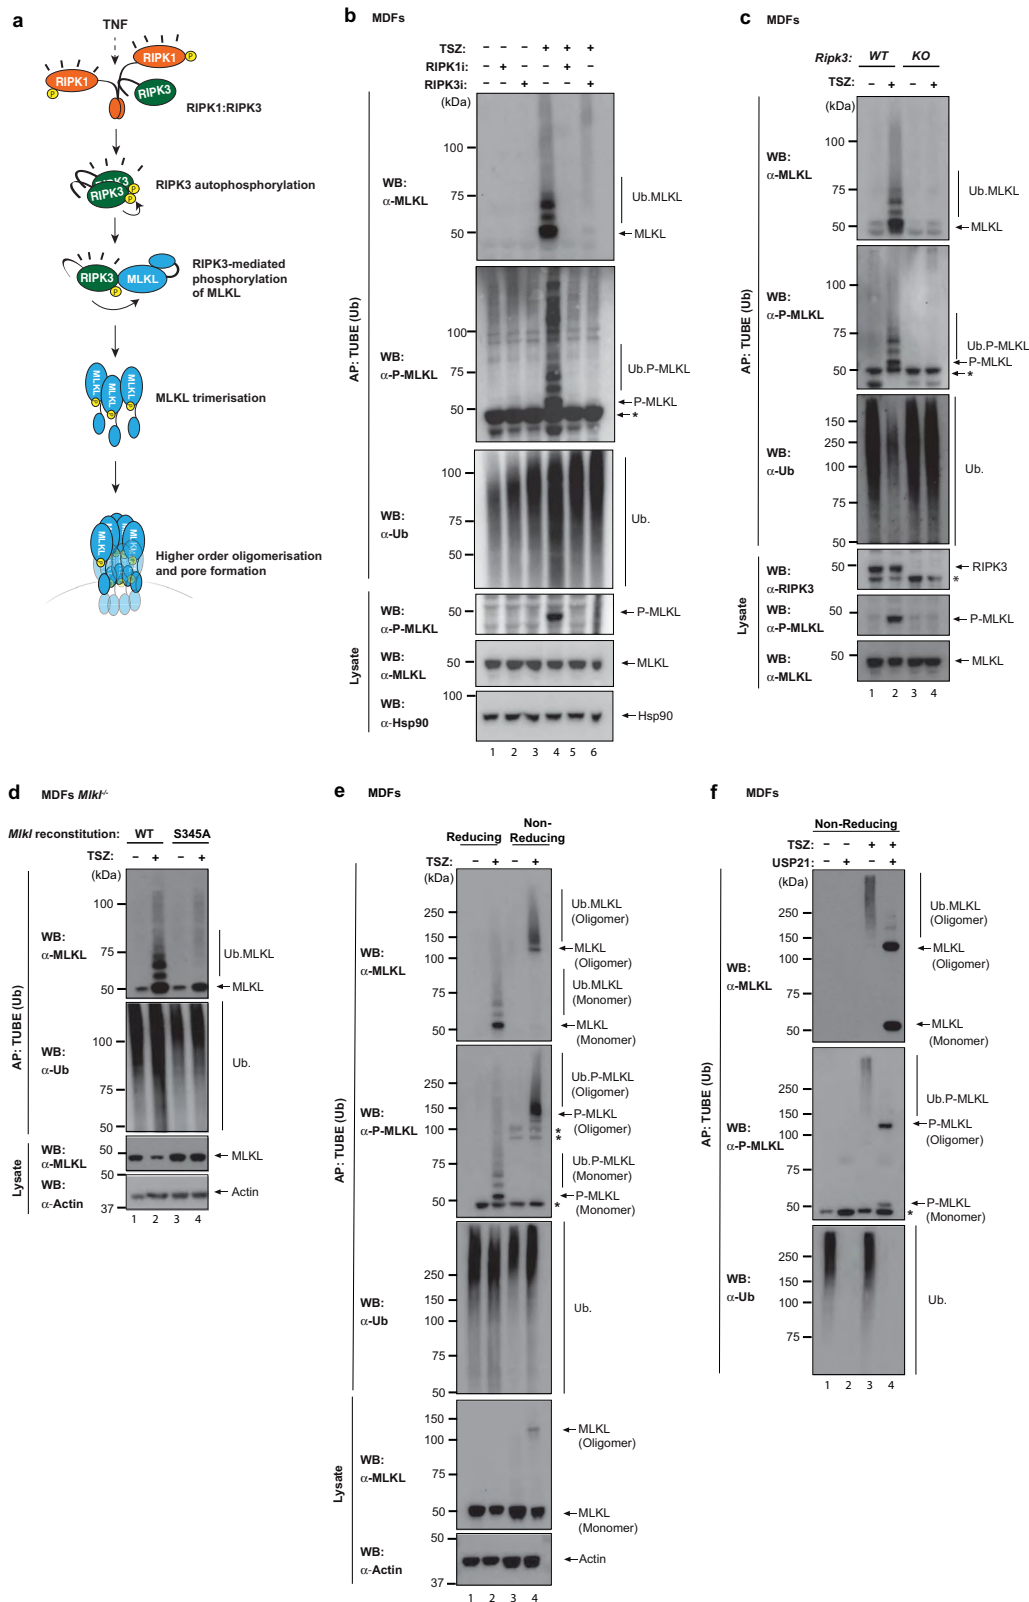 a
TNF
RIPK1
P
RIPK1
P
RIPK3
RIPK1:RIPK3
RIPK3
RIPK3
P
P
RIPK3 autophosphorylation
RIPK3
MLKL
P
RIPK3-mediated
phosphorylation
of MLKL
MLKL
MLKL
MLKL
P
P
P
MLKL trimerisation
MLKL
MLKL
MLKL
Higher order oligomerisation
and pore formation
b MDFs
TSZ: – – – + + +
RIPK1i: – + – – + –
RIPK3i: – – + – – +
(kDa)
AP: TUBE (Ub)
WB:
α-MLKL
100
75
50
Ub.MLKL
MLKL
WB:
α-P-MLKL
100
75
50
Ub.P-MLKL
P-MLKL
*
WB:
α-Ub
100
75
50
Ub.
Lysate
WB:
α-P-MLKL
50
P-MLKL
WB:
α-MLKL
50
MLKL
WB:
α-Hsp90
100
Hsp90
1 2 3 4 5 6
c MDFs
Ripk3: WT KO
TSZ: – + – +
(kDa)
AP: TUBE (Ub)
WB:
α-MLKL
100
75
50
Ub.MLKL
MLKL
WB:
α-P-MLKL
100
75
50
Ub.P-MLKL
P-MLKL
*
WB:
α-Ub
250
150
100
75
50
Ub.
Lysate
WB:
α-RIPK3
50
RIPK3
*
WB:
α-P-MLKL
50
P-MLKL
WB:
α-MLKL
50
MLKL
1 2 3 4
d MDFs Mlkl-/-
Mlkl reconstitution: WT S345A
TSZ: – + – +
(kDa)
AP: TUBE (Ub)
WB:
α-MLKL
100
75
50
Ub.MLKL
MLKL
WB:
α-Ub
100
75
50
Ub.
Lysate
WB:
α-MLKL
50
MLKL
WB:
α-Actin
50
37
Actin
1 2 3 4
e MDFs
Reducing Non-
Reducing
TSZ: – + – +
(kDa)
AP: TUBE (Ub)
WB:
α-MLKL
250
150
100
75
50
Ub.MLKL
(Oligomer)
MLKL
(Oligomer)
Ub.MLKL
(Monomer)
MLKL
(Monomer)
WB:
α-P-MLKL
250
150
100
75
50
Ub.P-MLKL
(Oligomer)
P-MLKL
(Oligomer)
*
*
Ub.P-MLKL
(Monomer)
P-MLKL
(Monomer)
*
WB:
α-Ub
250
150
100
75
50
Ub.
Lysate
WB:
α-MLKL
150
100
75
50
MLKL
(Oligomer)
MLKL
(Monomer)
WB:
α-Actin
50
37
Actin
1 2 3 4
f MDFs
Non-Reducing
TSZ: – – + +
USP21: – + – +
(kDa)
AP: TUBE (Ub)
WB:
α-MLKL
250
150
100
75
50
Ub.MLKL
(Oligomer)
MLKL
(Oligomer)
MLKL
(Monomer)
WB:
α-P-MLKL
250
150
100
75
50
Ub.P-MLKL
P-MLKL
(Oligomer)
P-MLKL
(Monomer)
*
WB:
α-Ub
250
150
100
75
Ub.
1 2 3 4